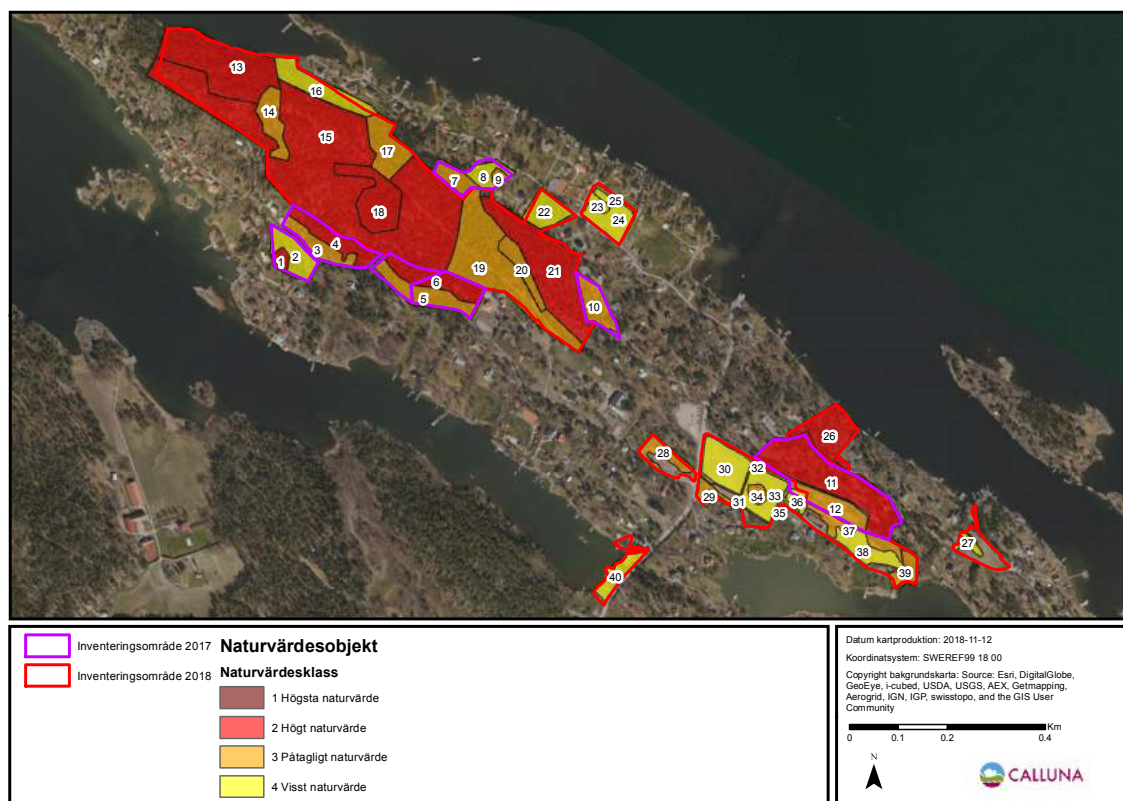 13
16
14
15
17
7
8
9
25
23
24
22
18
4
3
2
1
19
20
21
6
5
10
26
28
32
30
11
34
33
36
29
31
12
35
37
38
27
39
40
Inventeringsområde 2017
Inventeringsområde 2018
Naturvärdesobjekt
Naturvärdesklass
1 Högsta naturvärde
2 Högt naturvärde
3 Påtagligt naturvärde
4 Visst naturvärde
Datum kartproduktion: 2018-11-12
Koordinatsystem: SWEREF99 18 00
Copyright bakgrundskarta: Source: Esri, DigitalGlobe,
GeoEye, i-cubed, USDA, USGS, AEX, Getmapping,
Aerogrid, IGN, IGP, swisstopo, and the GIS User
Community
Km
0 0.1 0.2 0.4
N
CALLUNA